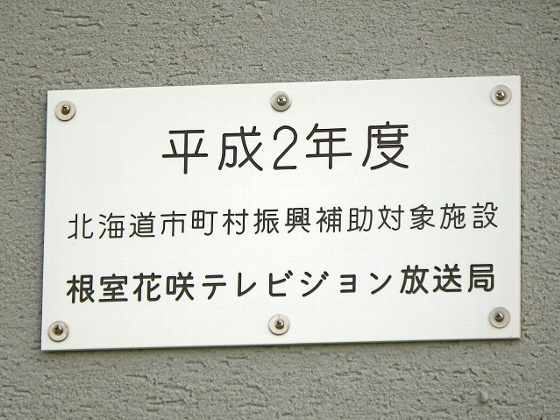 平成2年度
北海道市町村振興補助対象施設
根室花咲テレビジョン放送局